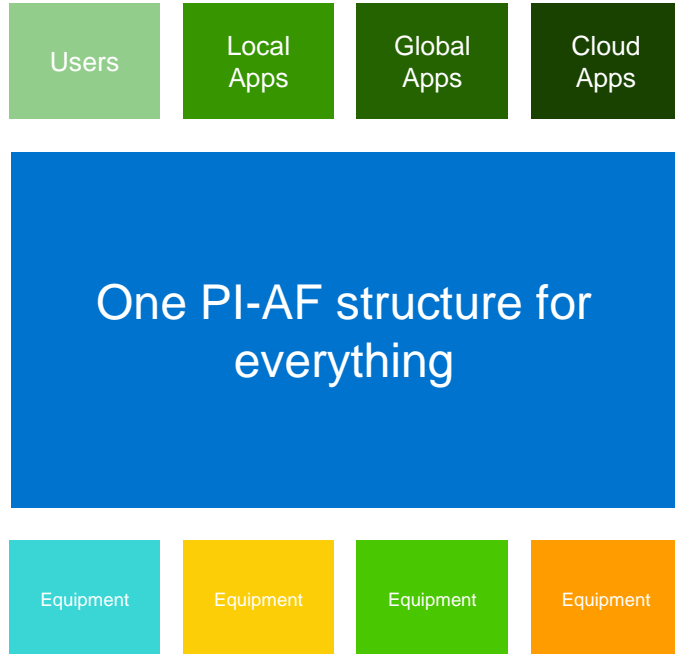 Users
Local
Apps
Global
Apps
Cloud
Apps
One PI-AF structure for
everything
Equipment
Equipment
Equipment
Equipment